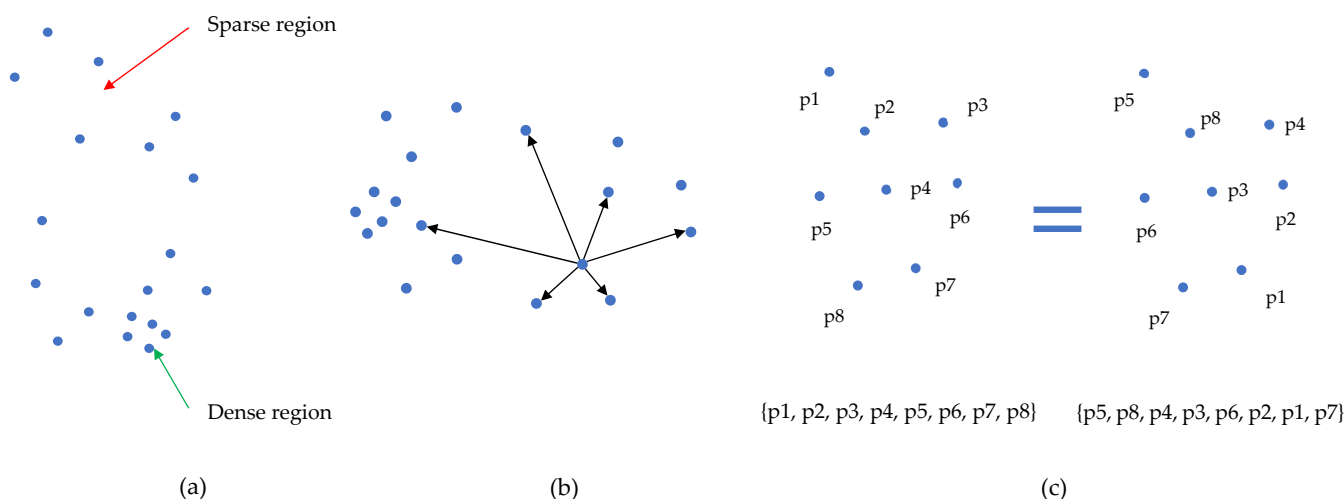 Sparse region
Dense region
(a)
(b)
p1
p2
p3
p4
p5
p6
p7
p8
{p1, p2, p3, p4, p5, p6, p7, p8}
p5
p8
p4
p3
p6
p2
p1
p7
{p5, p8, p4, p3, p6, p2, p1, p7}
(c)